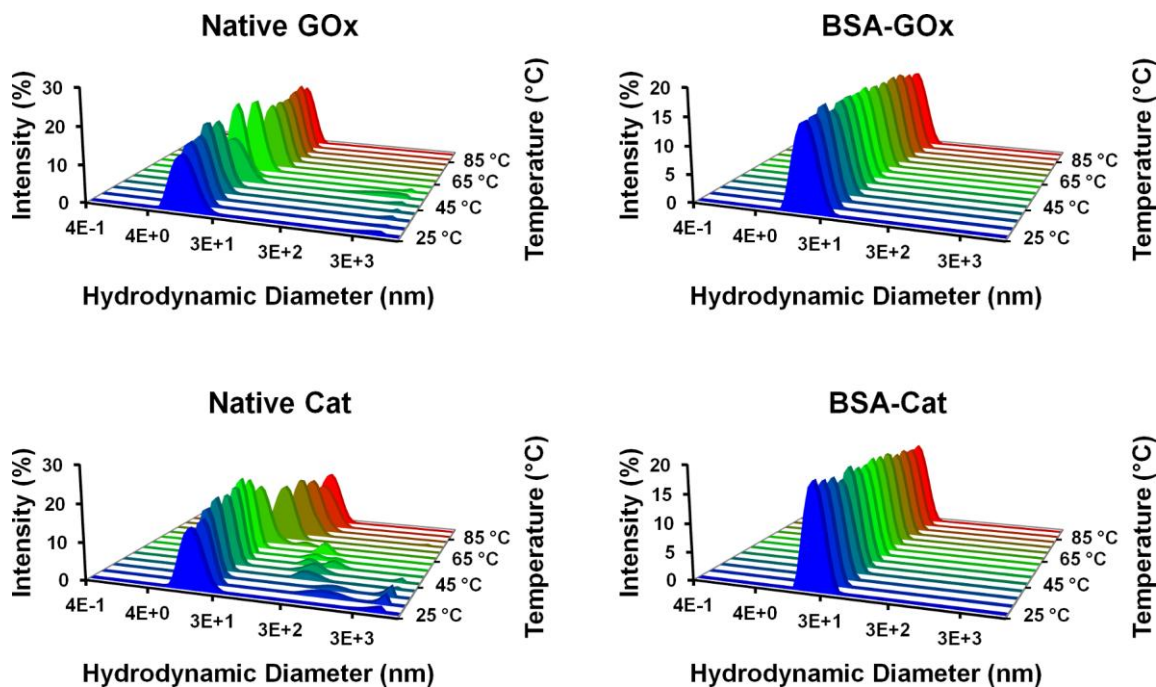 Native GOx
Intensity (%)
30
20
10
0
4E-1
4E+0
3E+1
3E+2
3E+3
Hydrodynamic Diameter (nm)
25 °C
45 °C
65 °C
85 °C
Temperature (°C)
BSA-GOx
Intensity (%)
20
15
10
5
0
4E-1
4E+0
3E+1
3E+2
3E+3
Hydrodynamic Diameter (nm)
25 °C
45 °C
65 °C
85 °C
Temperature (°C)
Native Cat
Intensity (%)
30
20
10
0
4E-1
4E+0
3E+1
3E+2
3E+3
Hydrodynamic Diameter (nm)
25 °C
45 °C
65 °C
85 °C
Temperature (°C)
BSA-Cat
Intensity (%)
20
15
10
5
0
4E-1
4E+0
3E+1
3E+2
3E+3
Hydrodynamic Diameter (nm)
25 °C
45 °C
65 °C
85 °C
Temperature (°C)